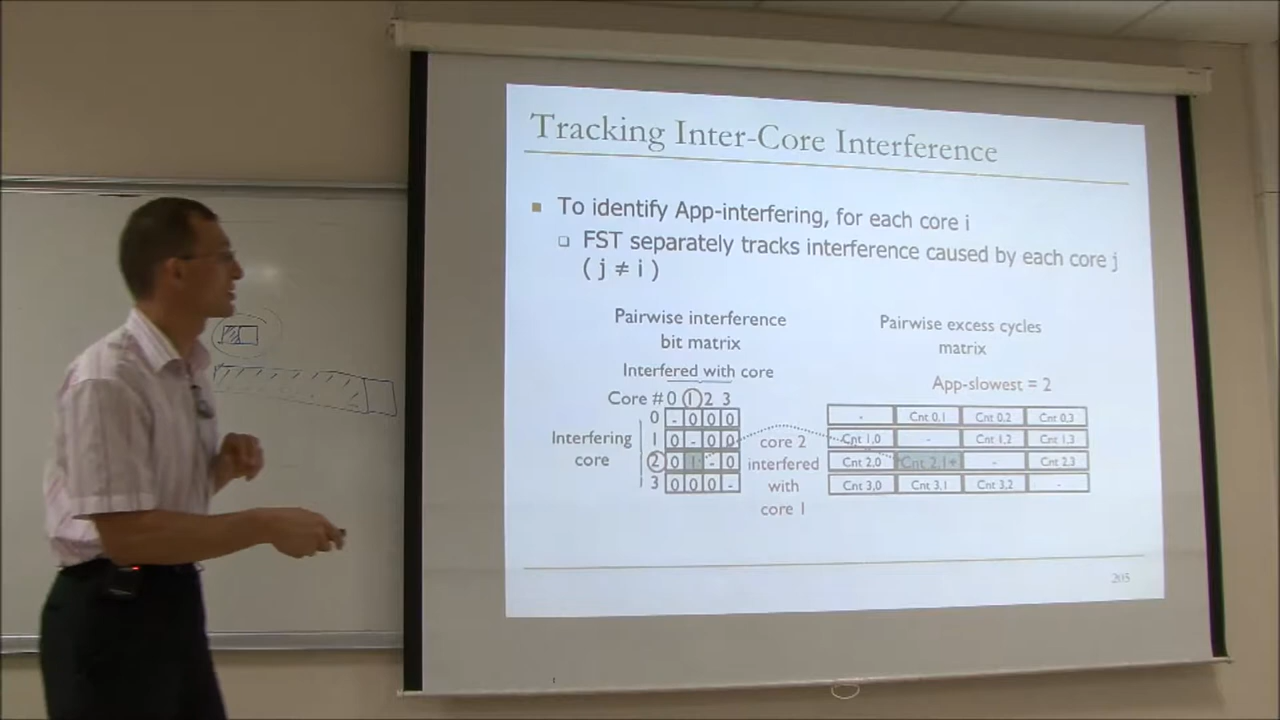 Tracking Inter-Core Interference
To identify App-interfering, for each core i
FST separately tracks interference caused by each core j
( j ≠ i )
Pairwise interference
bit matrix
Interfered with core
Core # 0 1 2 3
Interfering
core
0 - 0 0 0
1 0 - 0 0
2 0 1 - 0
3 0 0 0 -
core 2
interfered
with
core 1
Pairwise excess cycles
matrix
App-slowest = 2
- Cnt 0,1 Cnt 0,2 Cnt 0,3
Cnt 1,0 - Cnt 1,2 Cnt 1,3
Cnt 2,0 Cnt 2,1+ - Cnt 2,3
Cnt 3,0 Cnt 3,1 Cnt 3,2 -
205